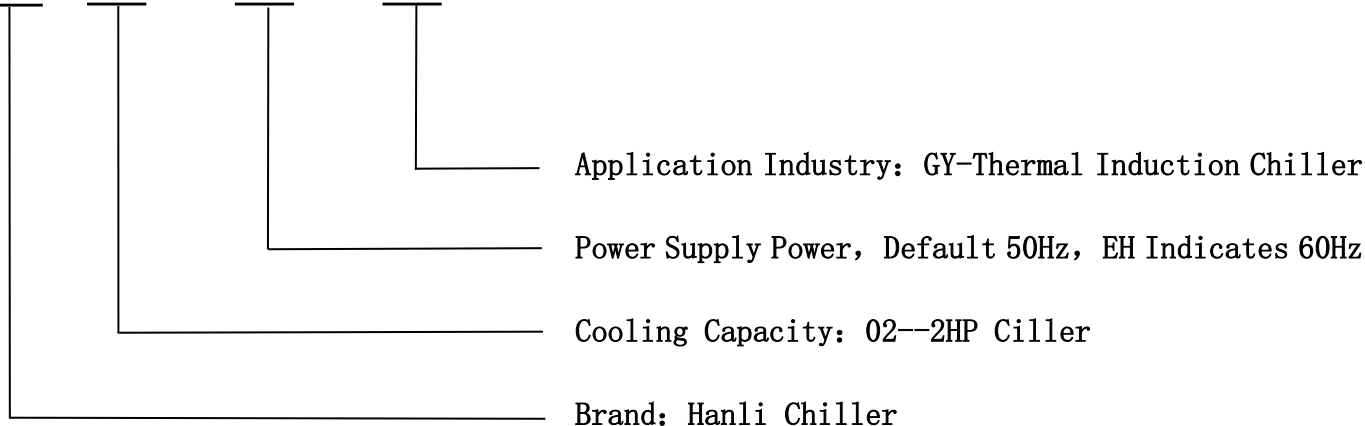 Application Industry: GY-Thermal Induction Chiller
Power Supply Power, Default 50Hz, EH Indicates 60Hz
Cooling Capacity: 02--2HP Ciller
Brand: Hanli Chiller